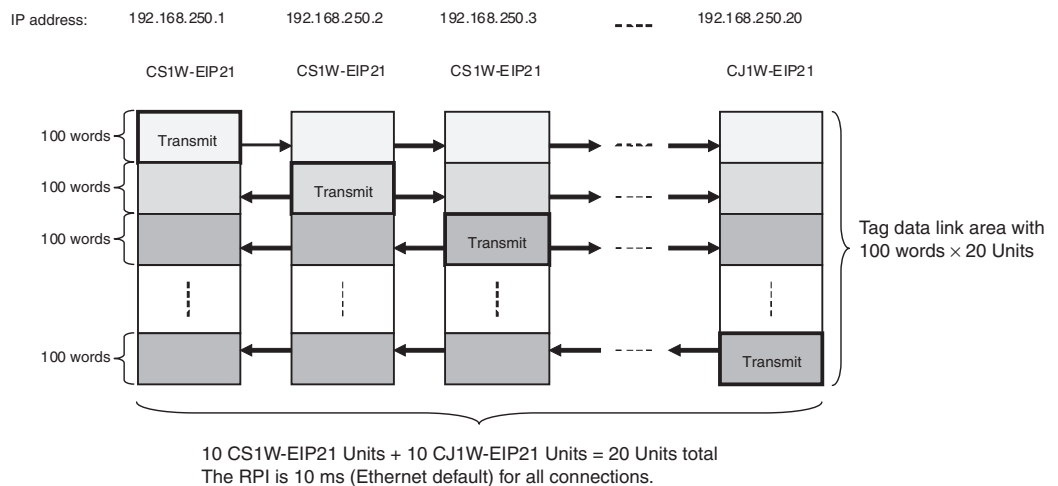 IP address: 192.168.250.1 192.168.250.2 192.168.250.3 192.168.250.20
CS1W-EIP21 CS1W-EIP21 CS1W-EIP21 CJ1W-EIP21
100 words Transmit
100 words Transmit
100 words Transmit
Tag data link area with
100 words × 20 Units
100 words Transmit
10 CS1W-EIP21 Units + 10 CJ1W-EIP21 Units = 20 Units total
The RPI is 10 ms (Ethernet default) for all connections.